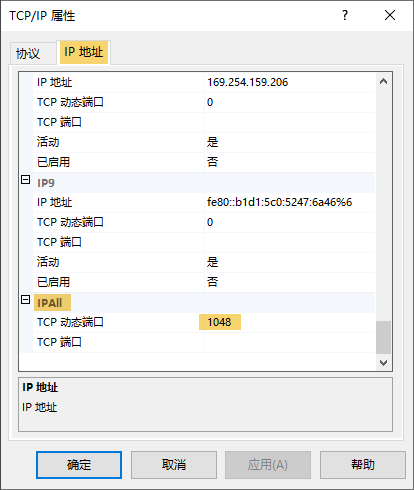 TCP/IP 属性
? ×
协议 IP 地址
IP 地址 169.254.159.206
TCP 动态端口 0
TCP 端口
活动 是
已启用 否
IP9
IP 地址 fe80::b1d1:5c0:5247:6a46%6
TCP 动态端口 0
TCP 端口
活动 是
已启用 否
IPAll
TCP 动态端口 1048
TCP 端口
IP 地址
IP 地址
确定 取消 应用(A) 帮助